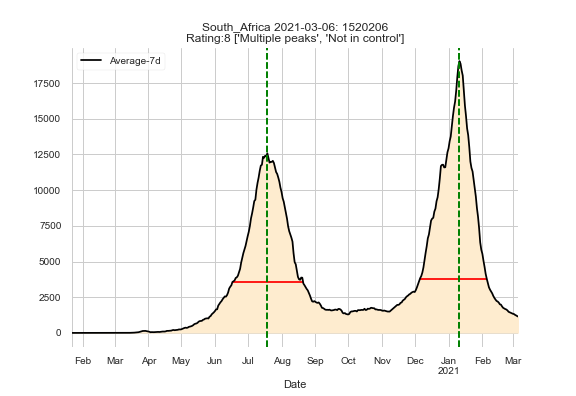 South_Africa 2021-03-06: 1520206
Rating:8 ['Multiple peaks', 'Not in control']
Average-7d
17500
15000
12500
10000
7500
5000
2500
0
Feb Mar Apr May Jun Jul Aug Sep Oct Nov Dec Jan Feb Mar
2021
Date